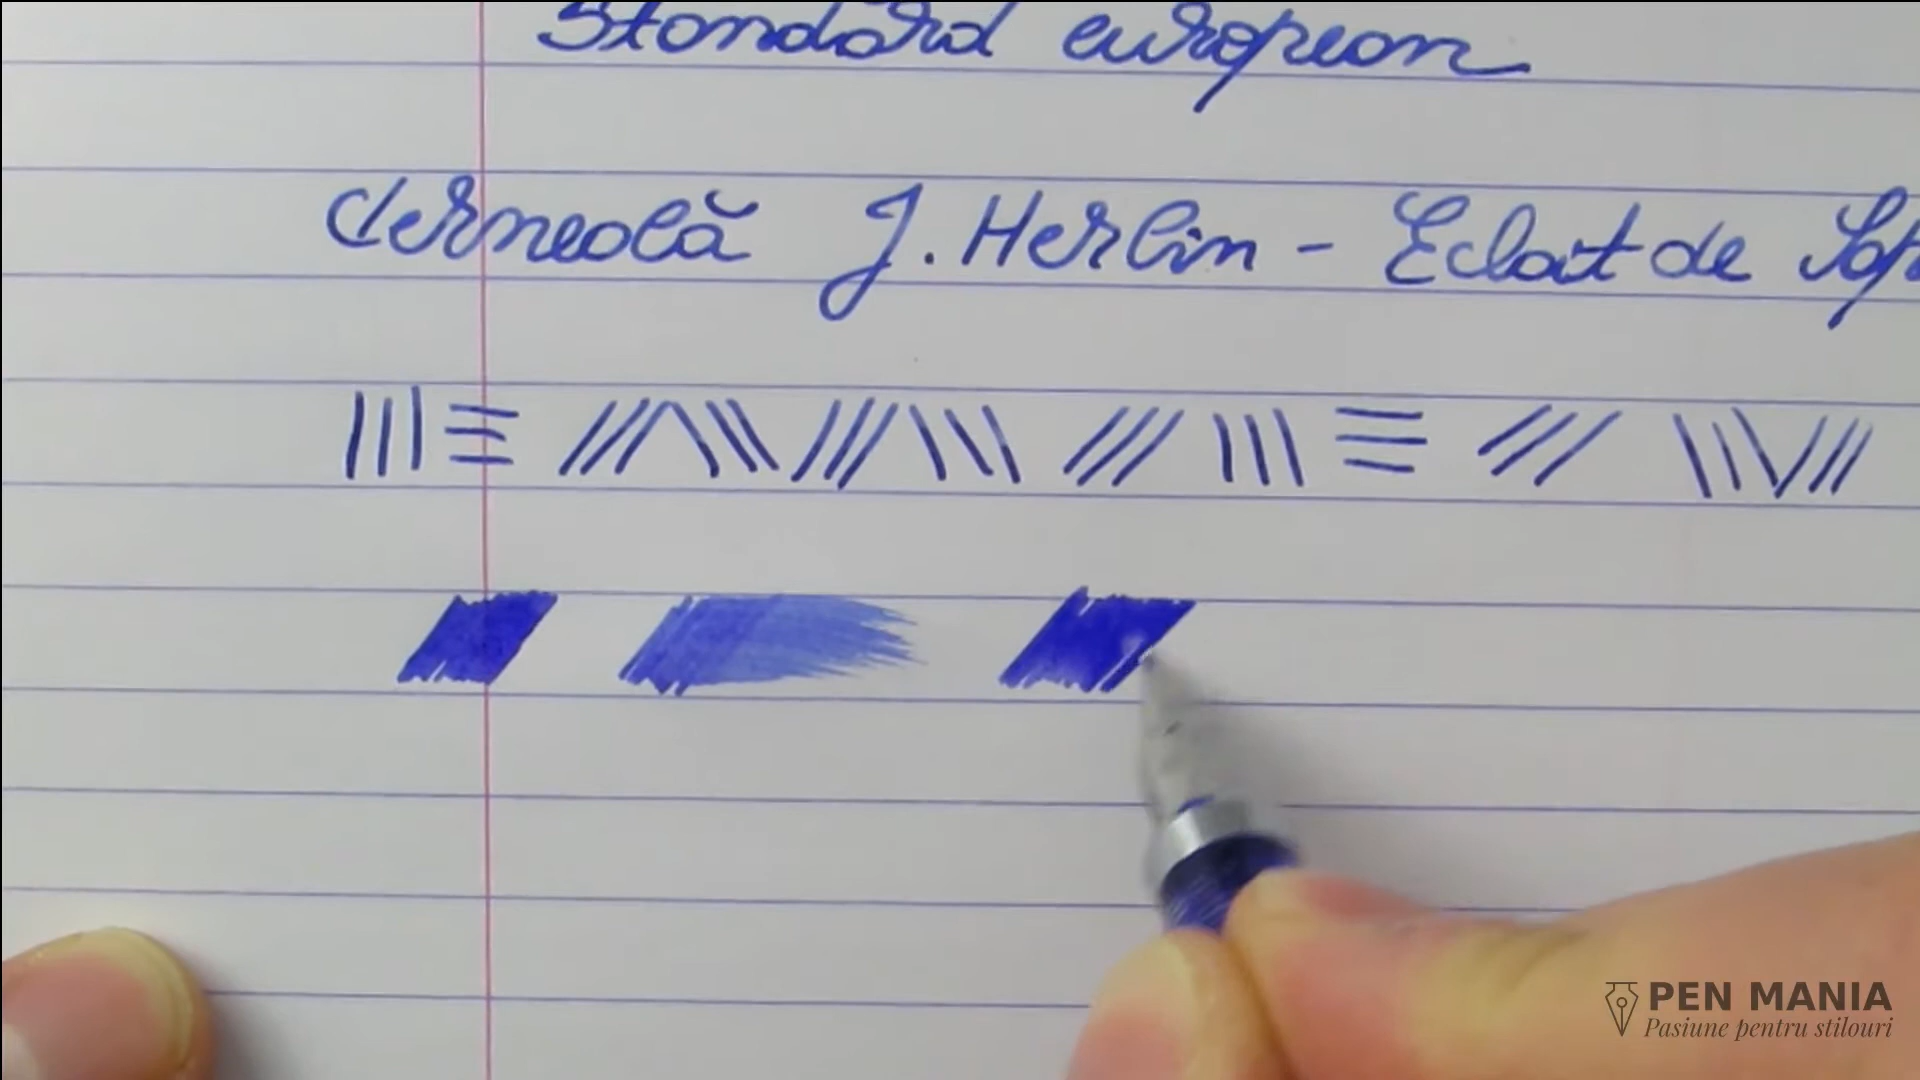 Standard european
Cerneală J. Herbin - Eclat de
PEN MANIA
Pasiune pentru stilouri